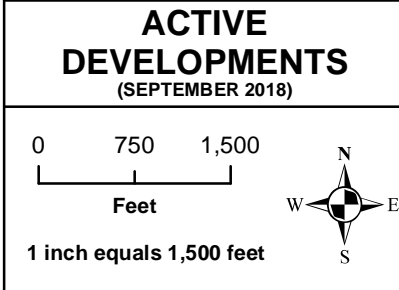 ACTIVE
DEVELOPMENTS
(SEPTEMBER 2018)
0 750 1,500
Feet
1 inch equals 1,500 feet
N
W E
S